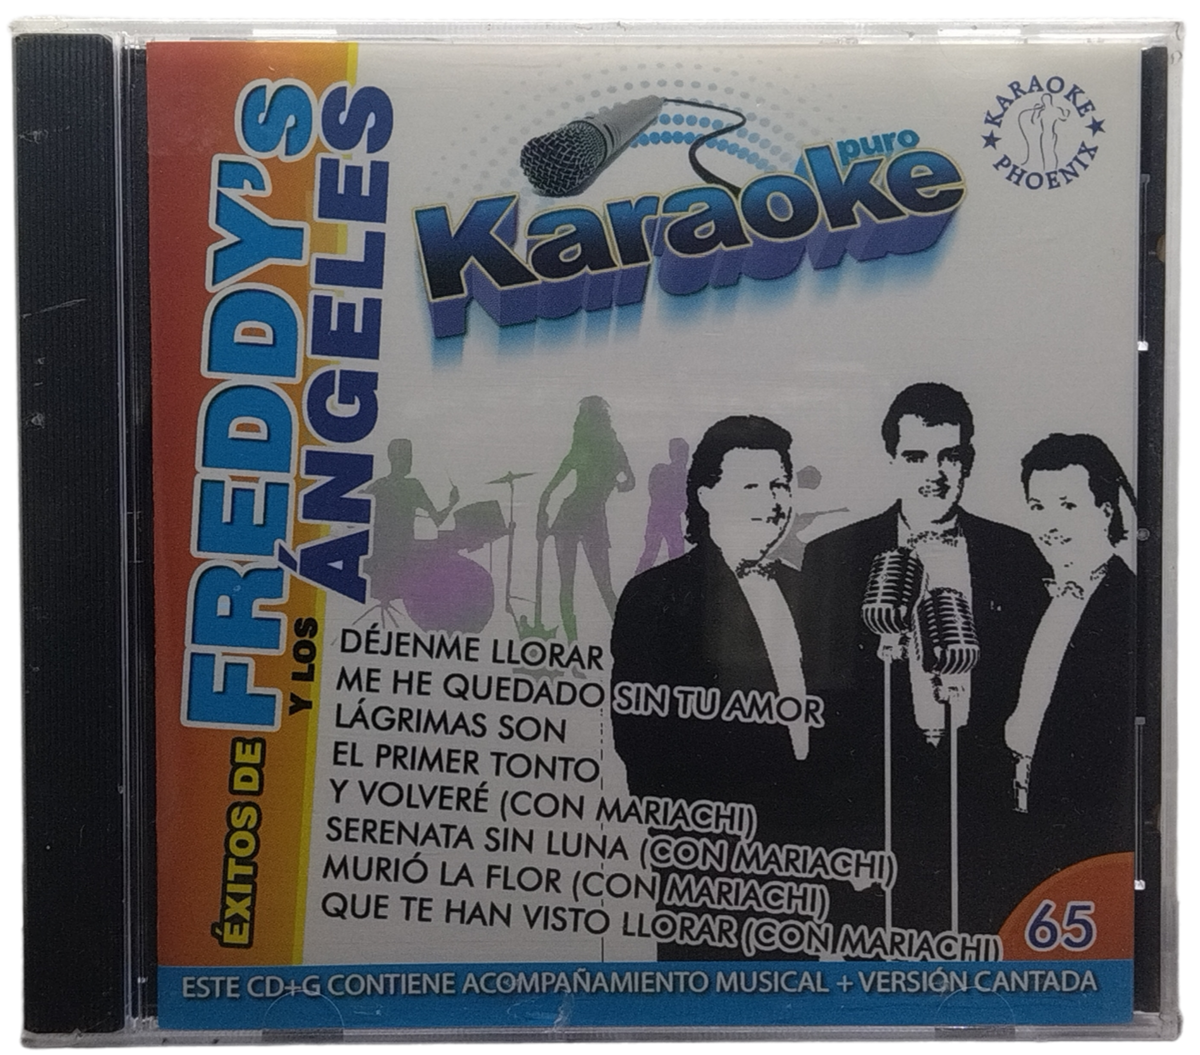 ÉXITOS DE
FREDDY'S
Y LOS
ÁNGELES
puro
Karaoke
KARAOKE
PHOENIX
DÉJENME LLORAR
ME HE QUEDADO SIN TU AMOR
LÁGRIMAS SON
EL PRIMER TONTO
Y VOLVERÉ (CON MARIACHI)
SERENATA SIN LUNA (CON MARIACHI)
MURIÓ LA FLOR (CON MARIACHI)
QUE TE HAN VISTO LLORAR (CON MARIACHI)
65
ESTE CD+G CONTIENE ACOMPAÑAMIENTO MUSICAL + VERSIÓN CANTADA